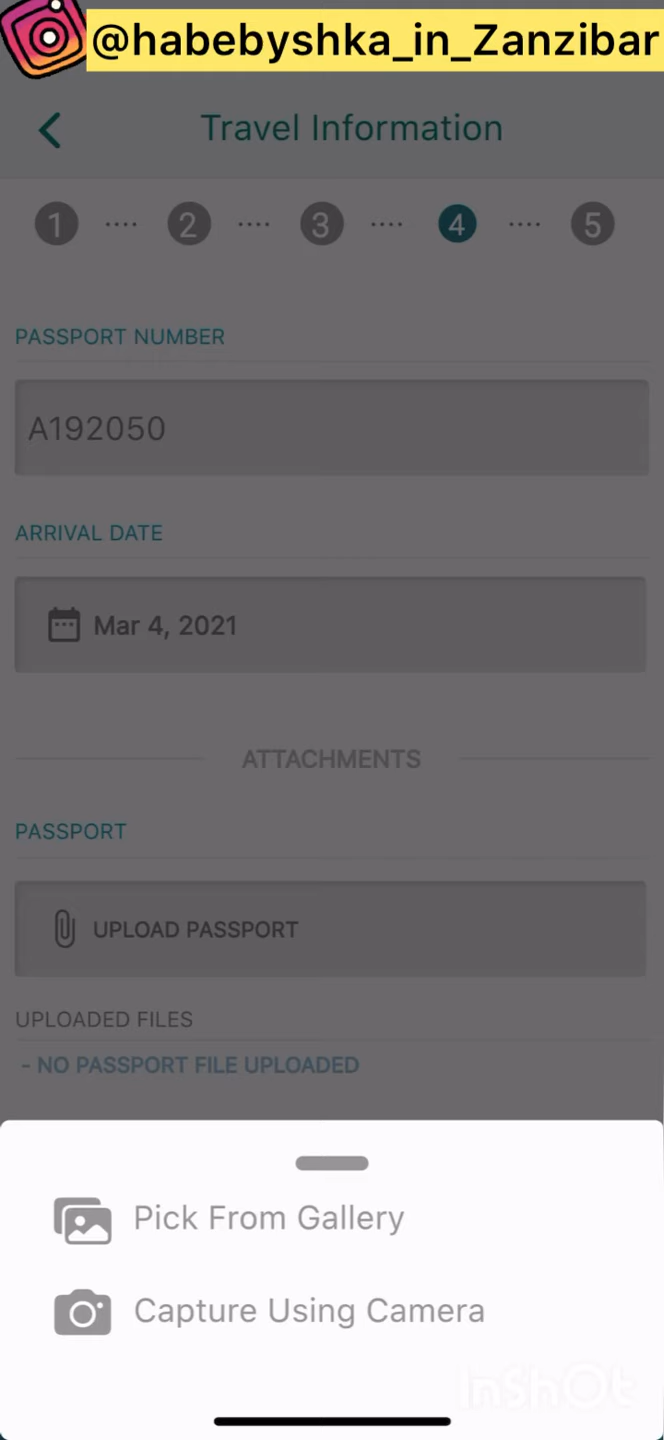 @habebyshka_in_Zanzibar
Travel Information
1 .... 2 .... 3 .... 4 .... 5
PASSPORT NUMBER
A192050
ARRIVAL DATE
Mar 4, 2021
ATTACHMENTS
PASSPORT
UPLOAD PASSPORT
UPLOADED FILES
- NO PASSPORT FILE UPLOADED
Pick From Gallery
Capture Using Camera
InShOt